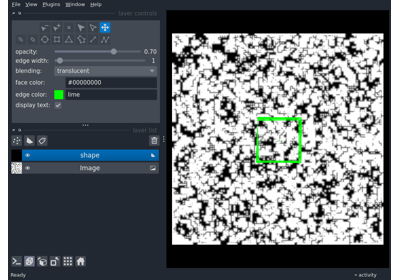 File View Plugins Window Help
layer controls
opacity: 0.70
edge width: 1
blending: translucent
face color: #00000000
edge color: lime
display text:
layer list
shape
Image
Ready
activity